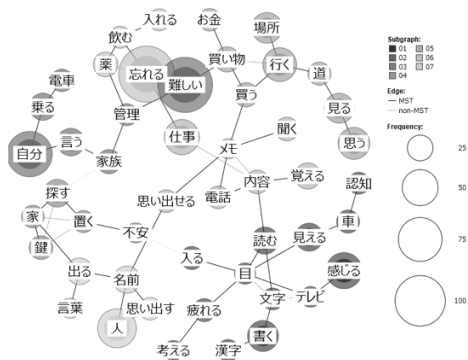 入れる
お金
場所
飲む
買い物
薬
忘れる
難しい
行く
道
電車
管理
買う
見る
乗る
言う
仕事
思う
自分
家族
メモ
聞く
探す
内容
覚える
認知
家
置く
思い出せる
電話
車
鍵
不安
読む
見える
出る
名前
入る
目
感じる
言葉
思い出す
疲れる
文字
テレビ
人
考える
漢字
書く
Subgraph:
01 05
02 06
03 07
04
Edge:
MST
non-MST
Frequency:
25
50
75
100